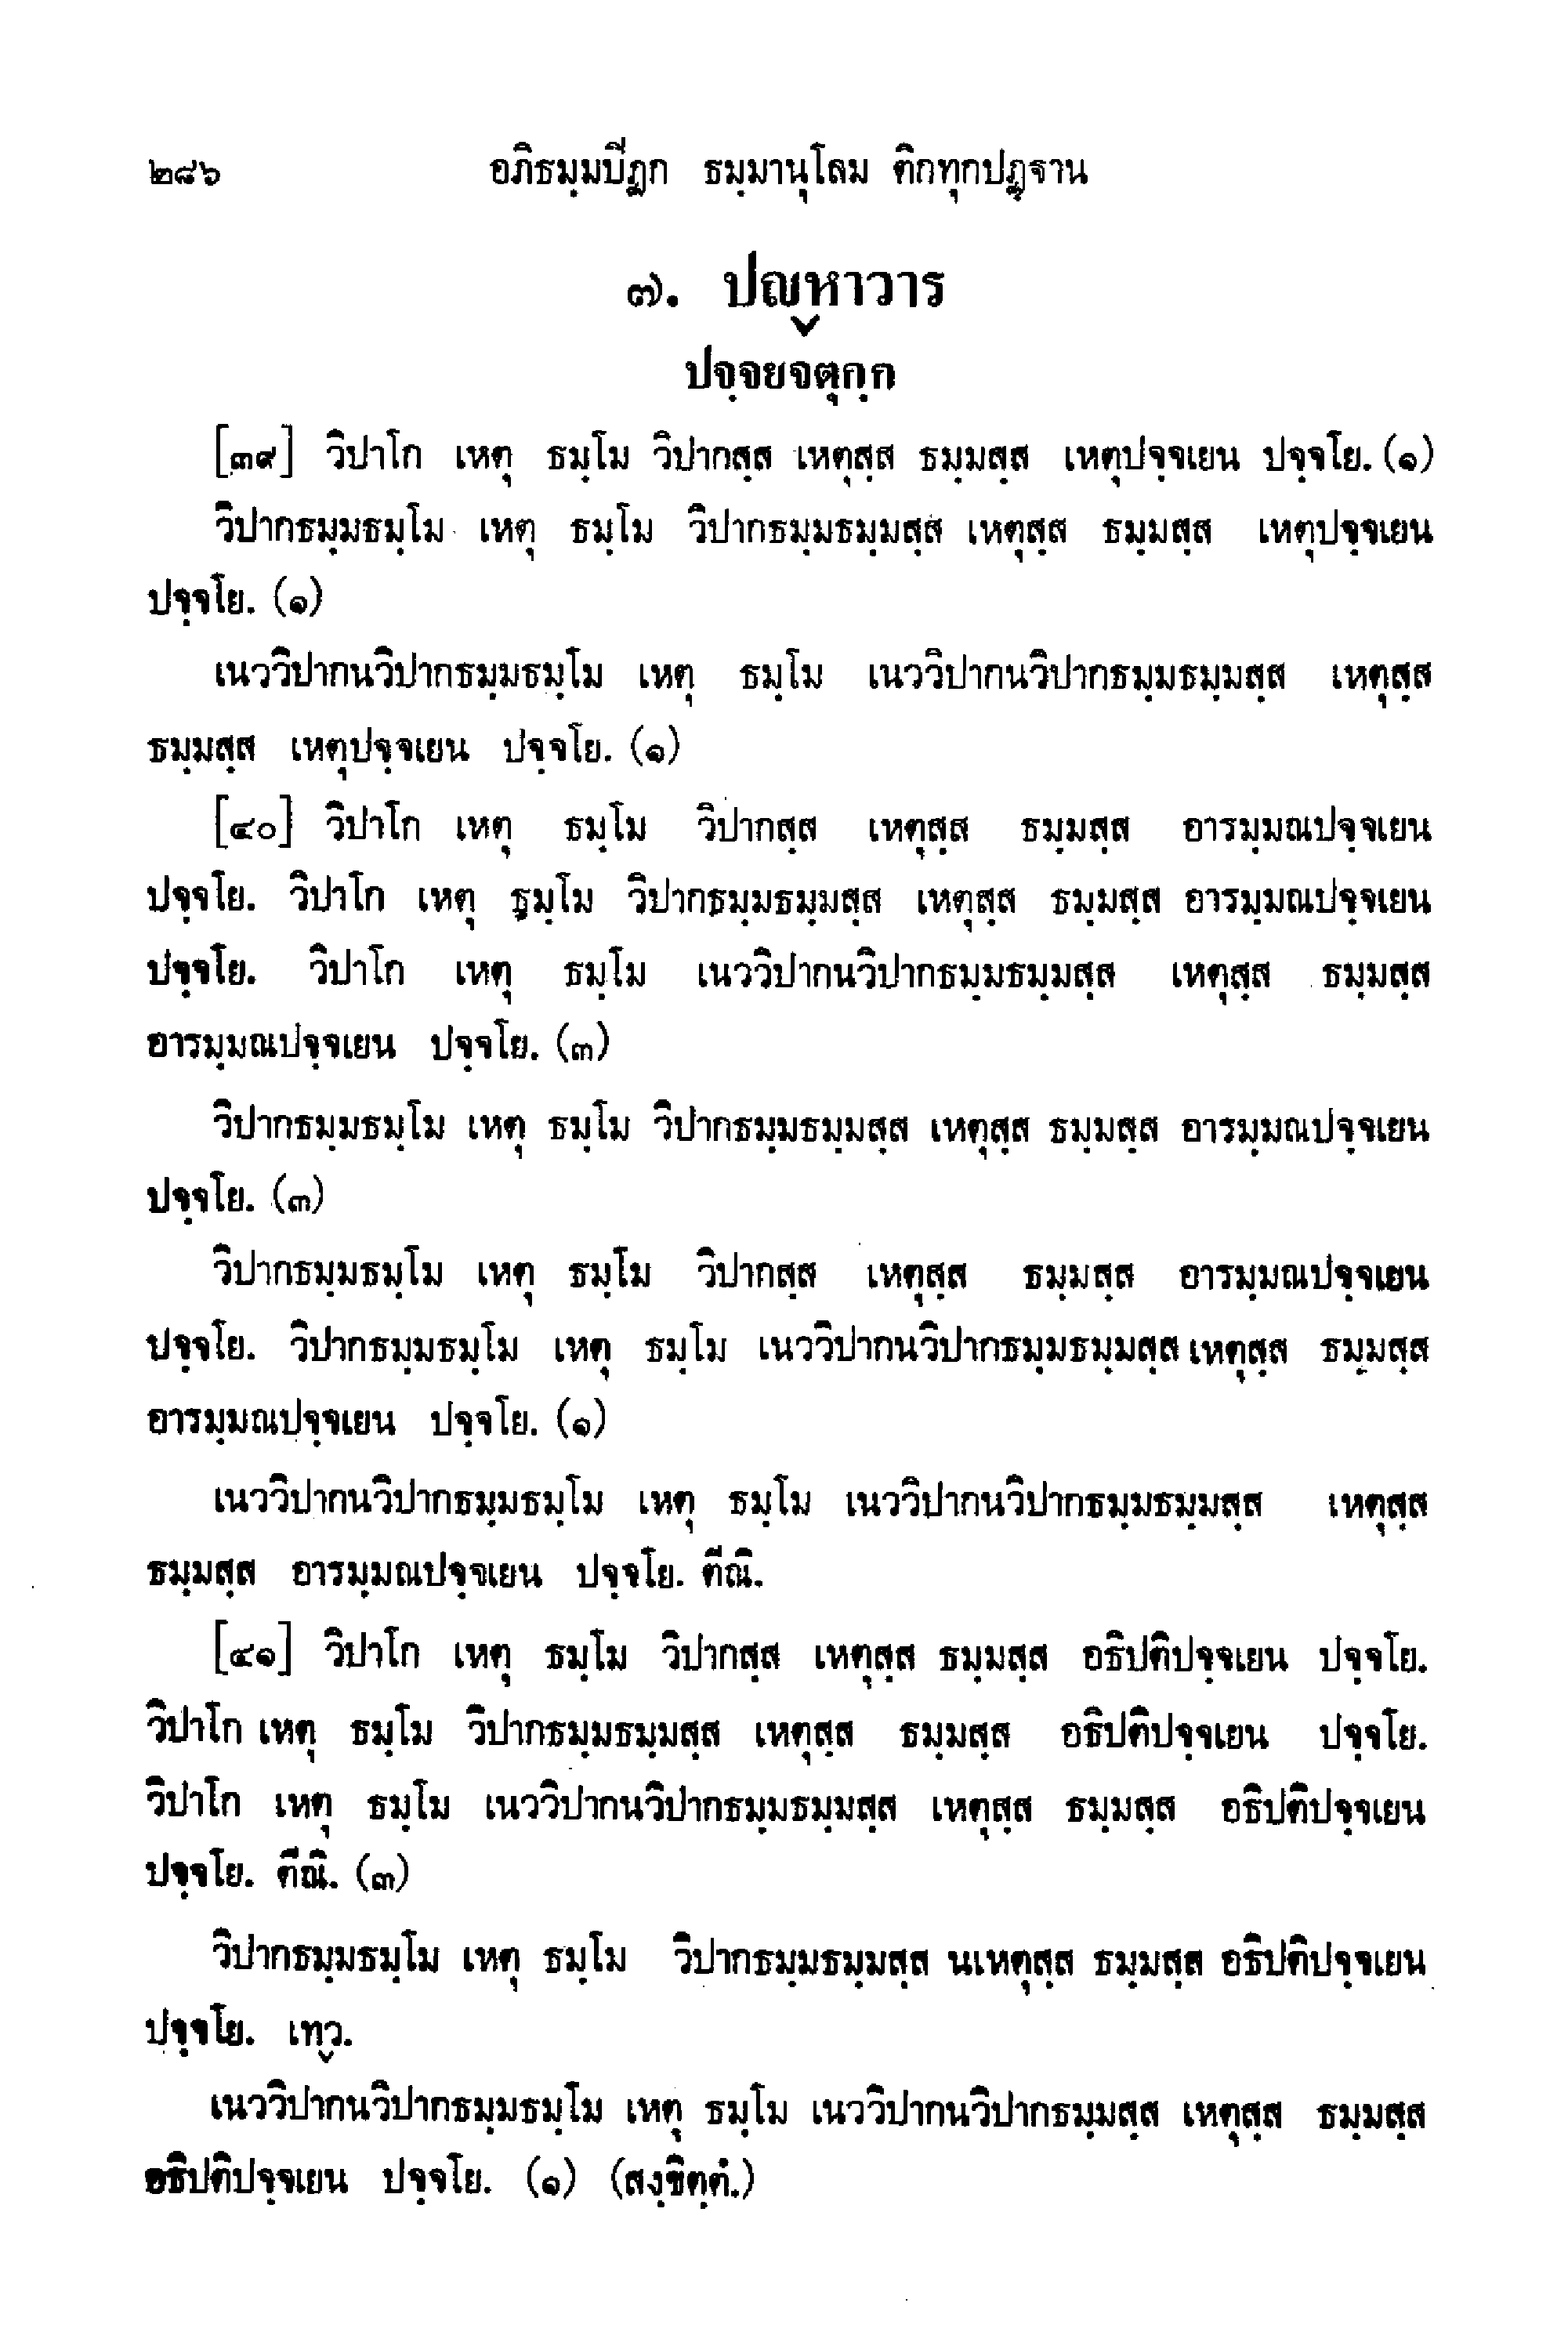 ๒๘๖ อภิธมฺมปีฏก ธมฺมานุโลม ติกทุกปฏฺฐาน
๗. ปญฺหาวาร
ปจฺจยจตุกฺก
[๓๙] วิปาโก เหตุ ธมฺโม วิปากสฺส เหตุสฺส ธมฺมสฺส เหตุปจฺจเยน ปจฺจโย. (๑)
วิปากธมฺมธมฺโม เหตุ ธมฺโม วิปากธมฺมธมฺมสฺส เหตุสฺส ธมฺมสฺส เหตุปจฺจเยน
ปจฺจโย. (๑)
เนววิปากนวิปากธมฺมธมฺโม เหตุ ธมฺโม เนววิปากนวิปากธมฺมธมฺมสฺส เหตุสฺส
ธมฺมสฺส เหตุปจฺจเยน ปจฺจโย. (๑)
[๔๐] วิปาโก เหตุ ธมฺโม วิปากสฺส เหตุสฺส ธมฺมสฺส อารมฺมณปจฺจเยน
ปจฺจโย. วิปาโก เหตุ ธมฺโม วิปากธมฺมธมฺมสฺส เหตุสฺส ธมฺมสฺส อารมฺมณปจฺจเยน
ปจฺจโย. วิปาโก เหตุ ธมฺโม เนววิปากนวิปากธมฺมธมฺมสฺส เหตุสฺส ธมฺมสฺส
อารมฺมณปจฺจเยน ปจฺจโย. (๓)
วิปากธมฺมธมฺโม เหตุ ธมฺโม วิปากธมฺมธมฺมสฺส เหตุสฺส ธมฺมสฺส อารมฺมณปจฺจเยน
ปจฺจโย. (๓)
วิปากธมฺมธมฺโม เหตุ ธมฺโม วิปากสฺส เหตุสฺส ธมฺมสฺส อารมฺมณปจฺจเยน
ปจฺจโย. วิปากธมฺมธมฺโม เหตุ ธมฺโม เนววิปากนวิปากธมฺมธมฺมสฺส เหตุสฺส ธมฺมสฺส
อารมฺมณปจฺจเยน ปจฺจโย. (๑)
เนววิปากนวิปากธมฺมธมฺโม เหตุ ธมฺโม เนววิปากนวิปากธมฺมธมฺมสฺส เหตุสฺส
ธมฺมสฺส อารมฺมณปจฺจเยน ปจฺจโย. ตีณิ.
[๔๑] วิปาโก เหตุ ธมฺโม วิปากสฺส เหตุสฺส ธมฺมสฺส อธิปติปจฺจเยน ปจฺจโย.
วิปาโก เหตุ ธมฺโม วิปากธมฺมธมฺมสฺส เหตุสฺส ธมฺมสฺส อธิปติปจฺจเยน ปจฺจโย.
วิปาโก เหตุ ธมฺโม เนววิปากนวิปากธมฺมธมฺมสฺส เหตุสฺส ธมฺมสฺส อธิปติปจฺจเยน
ปจฺจโย. ตีณิ. (๓)
วิปากธมฺมธมฺโม เหตุ ธมฺโม วิปากธมฺมธมฺมสฺส นเหตุสฺส ธมฺมสฺส อธิปติปจฺจเยน
ปจฺจโย. เทฺว.
เนววิปากนวิปากธมฺมธมฺโม เหตุ ธมฺโม เนววิปากนวิปากธมฺมสฺส เหตุสฺส ธมฺมสฺส
อธิปติปจฺจเยน ปจฺจโย. (๑) (สงฺขิตฺตํ.)